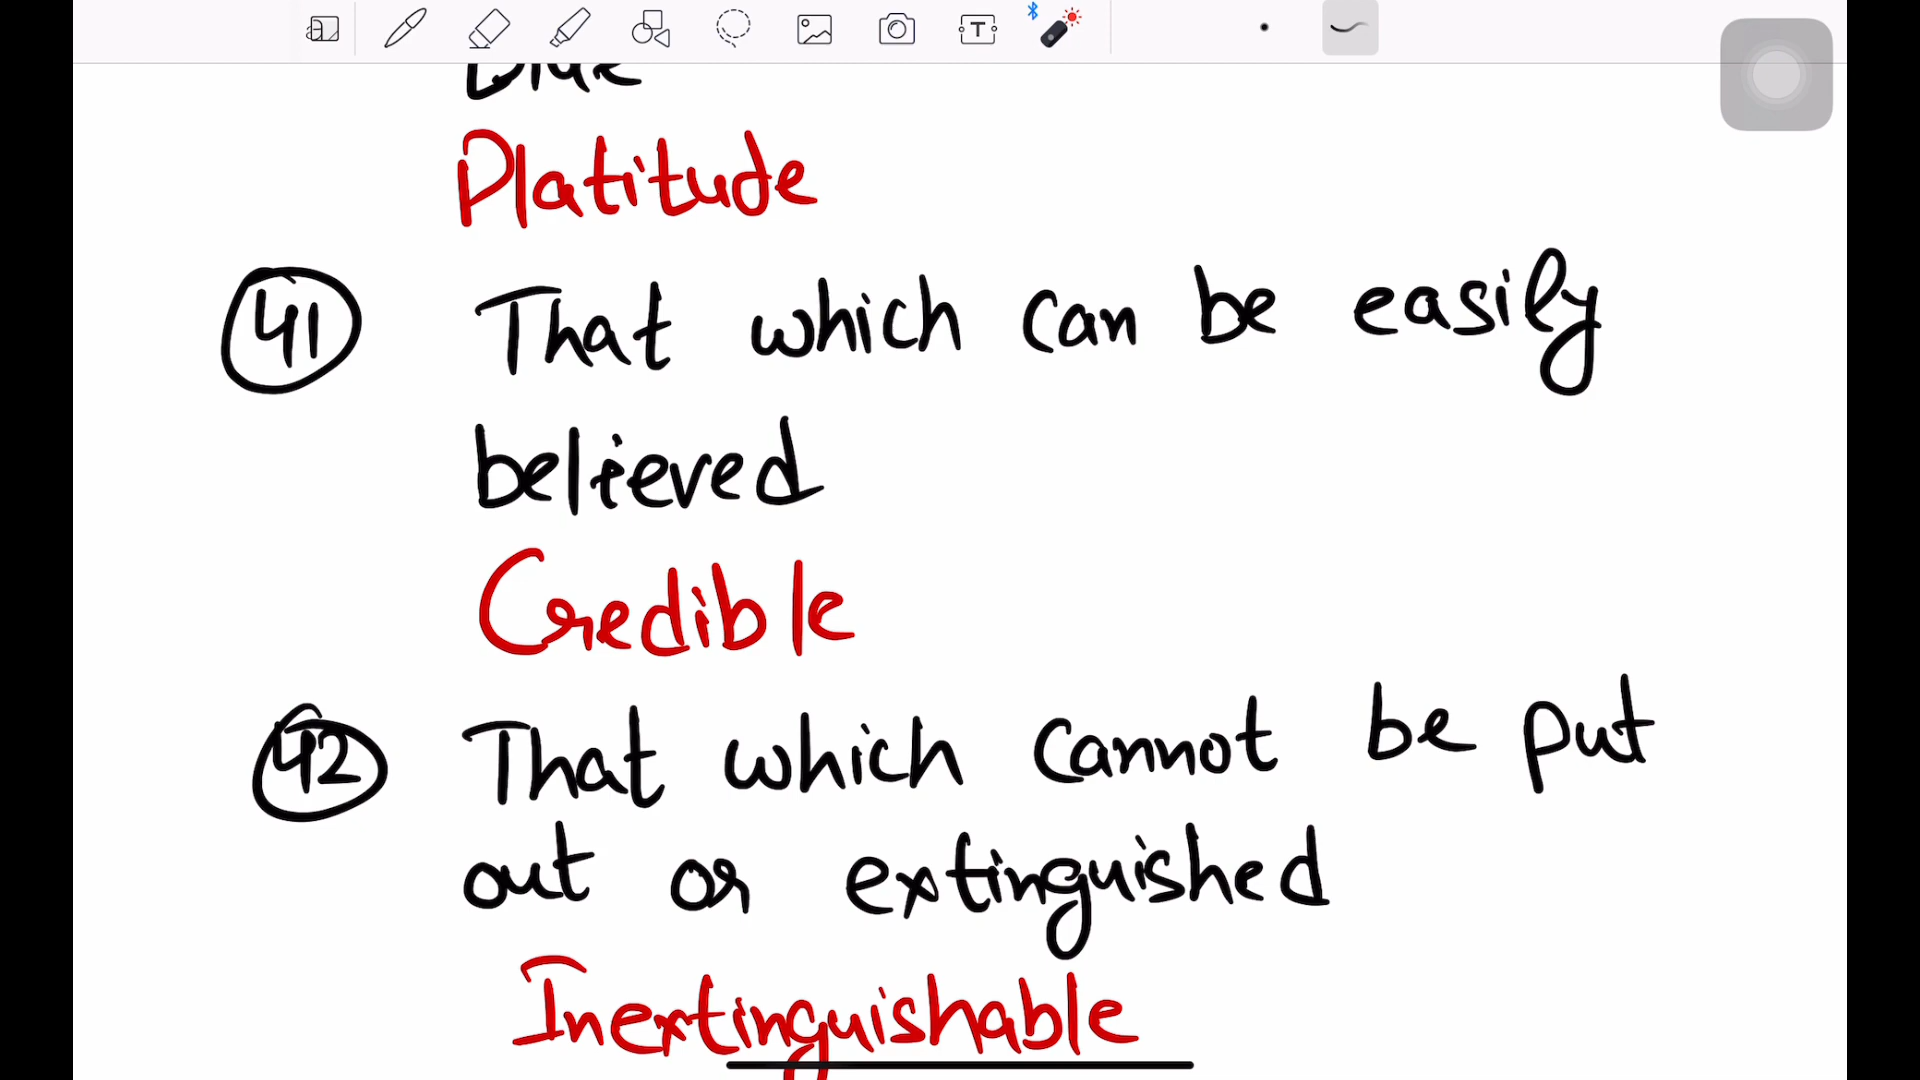 Platitude
41 That which can be easily
believed
Credible
42 That which cannot be put
out or extinguished
Inextinguishable